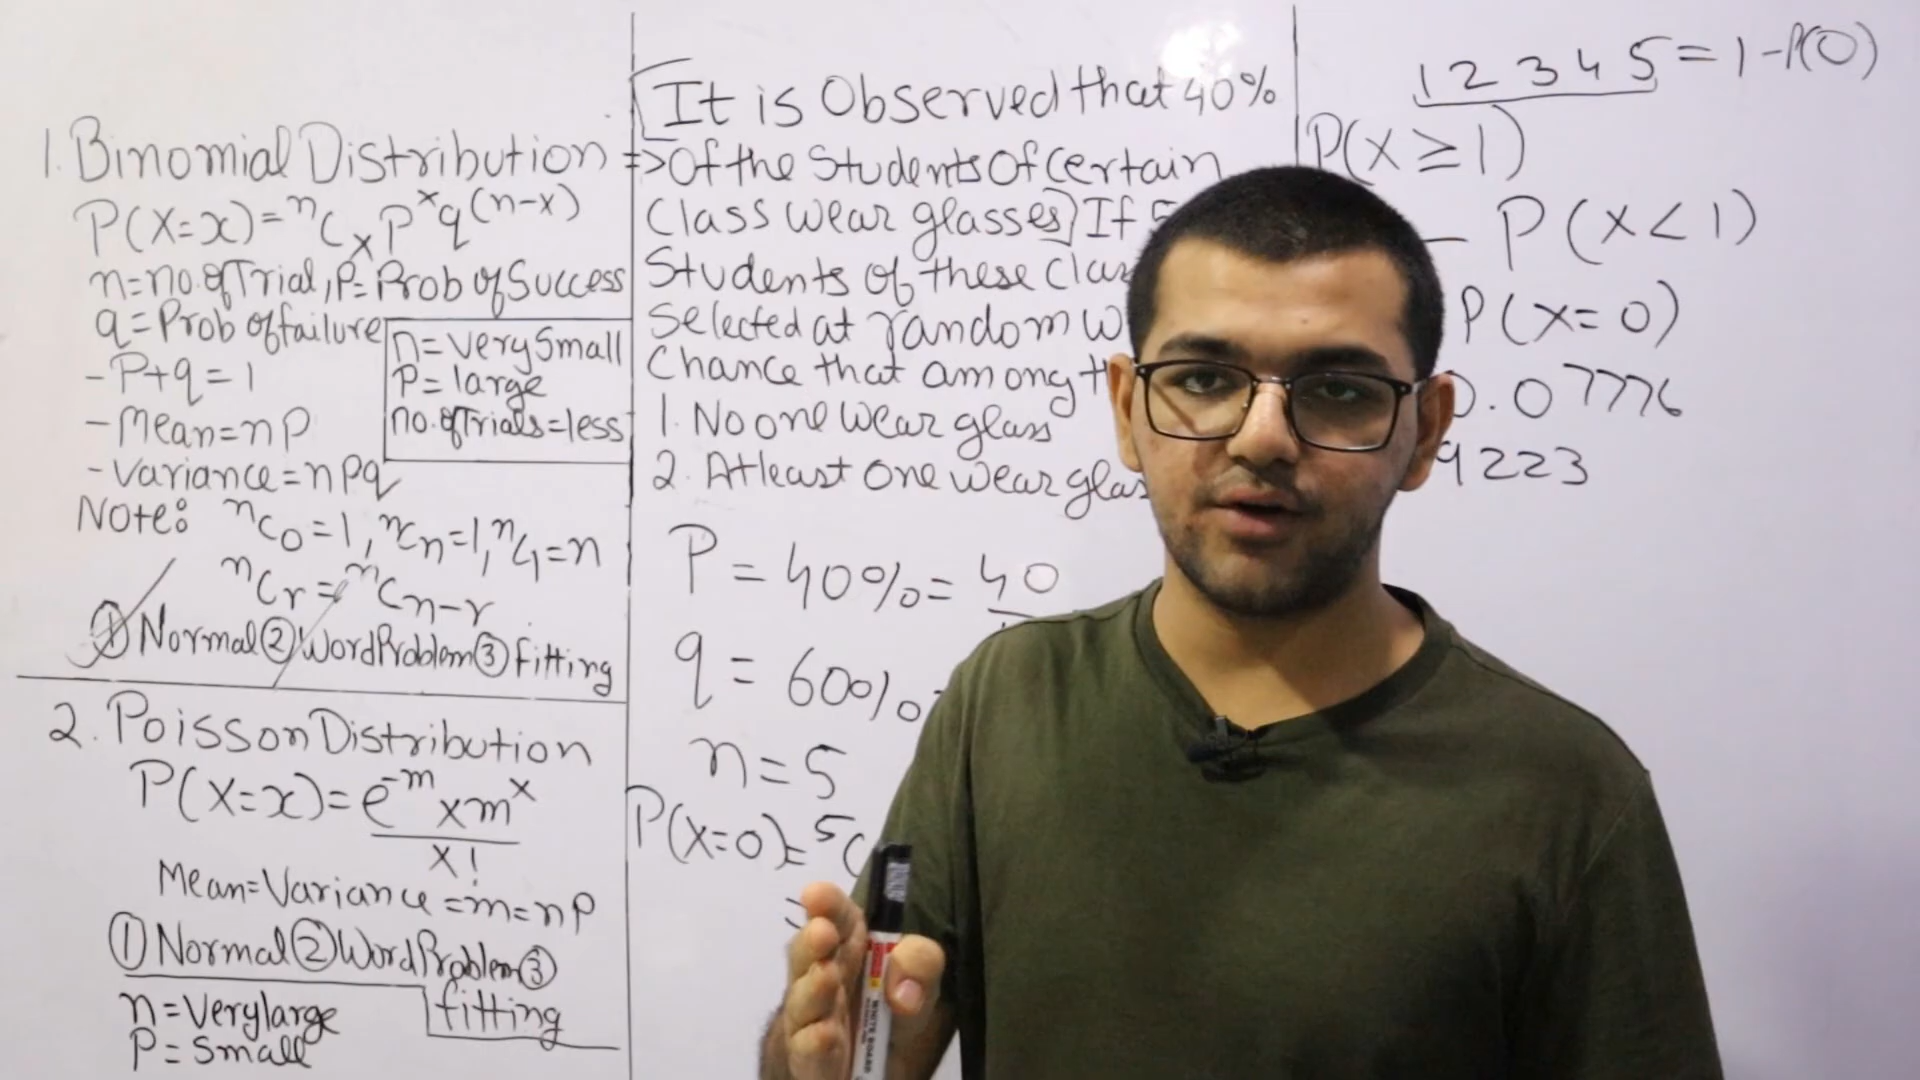 1. Binomial Distribution =>
P(X=x) = ⁿCₓ pˣ q⁽ⁿ⁻ˣ⁾
n=no.of Trial, P=Prob of Success
q=Prob of failure
- P+q=1
- Mean=nP
- Variance=nPq
n=very Small
P=large
no.of Trials=less
Note: ⁿC₀=1, ⁿCₙ=1, ⁿC₁=n
ⁿCᵣ=ⁿCₙ₋ᵣ
① Normal ② Word Problem ③ fitting
2. Poisson Distribution
P(X=x)= e⁻ᵐ x mˣ
x!
Mean=Variance=m=nP
① Normal ② Word Problem ③
fitting
n=Very large
P=Small
It is Observed that 40%
Of the Students Of Certain
Class wear glasses] If
Students of these
Selected at random
Chance that among
1. No one wear glass
2. Atleast One wear
P = 40% = 40
q = 60%
n=5
P(X=0)= ⁵C
=
1 2 3 4 5 = 1-P(0)
P(X ≥ 1)
- P(X<1)
P(X=0)
0.07776
9223
WHITE BOARD